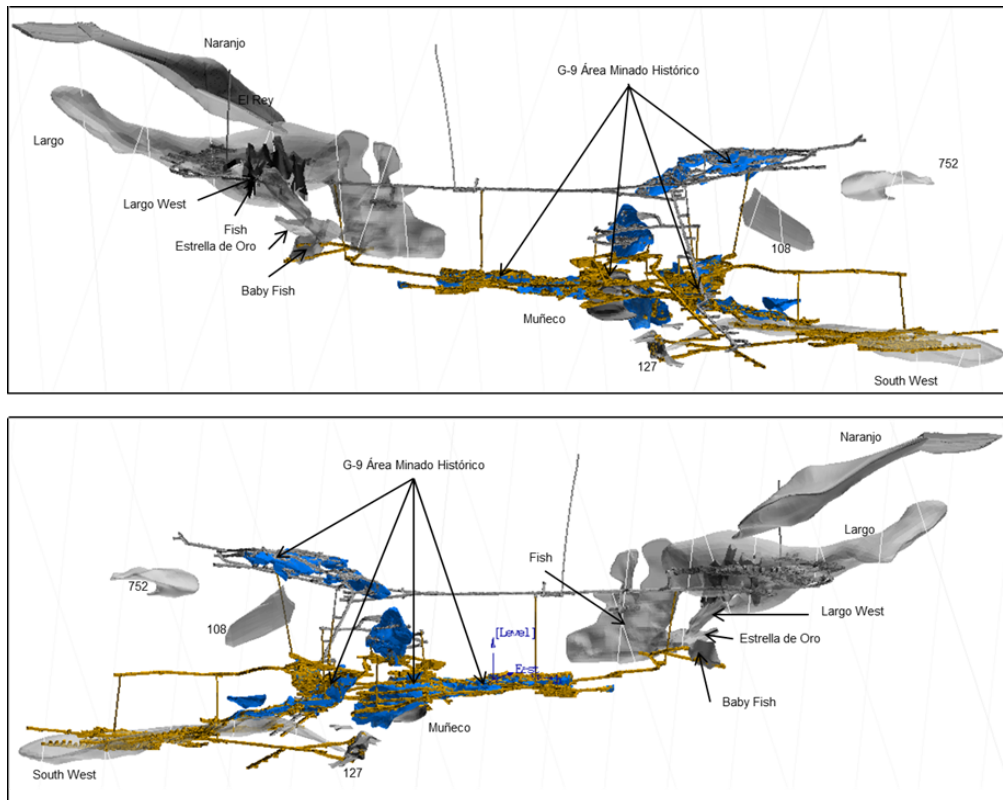 Naranjo
G-9 Área Minado Histórico
El Rey
Largo
752
Largo West
Fish
Estrella de Oro
108
Baby Fish
Muñeco
127
South West
Naranjo
G-9 Área Minado Histórico
Largo
Fish
752
Largo West
108
[Level]
Estrella de Oro
East
Baby Fish
Muñeco
South West
127